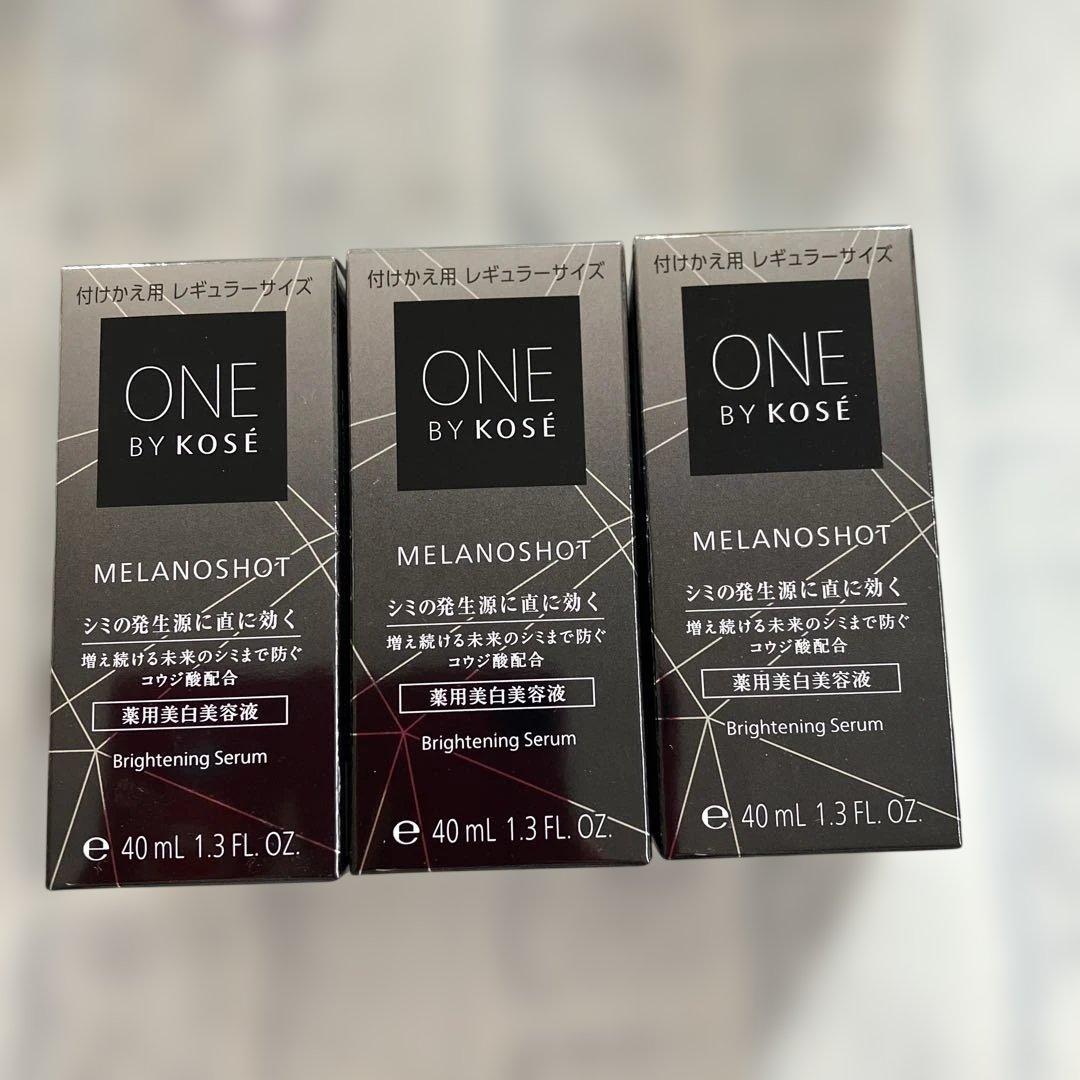 付けかえ用 レギュラーサイズ
ONE
BY KOSÉ
MELANOSHOT
シミの発生源に直に効く
増え続ける未来のシミまで防ぐ
コウジ酸配合
薬用美白美容液
Brightening Serum
e 40 mL 1.3 FL. OZ.
付けかえ用 レギュラーサイズ
ONE
BY KOSÉ
MELANOSHOT
シミの発生源に直に効く
増え続ける未来のシミまで防ぐ
コウジ酸配合
薬用美白美容液
Brightening Serum
e 40 mL 1.3 FL. OZ.
付けかえ用 レギュラーサイズ
ONE
BY KOSÉ
MELANOSHOT
シミの発生源に直に効く
増え続ける未来のシミまで防ぐ
コウジ酸配合
薬用美白美容液
Brightening Serum
e 40 mL 1.3 FL. OZ.